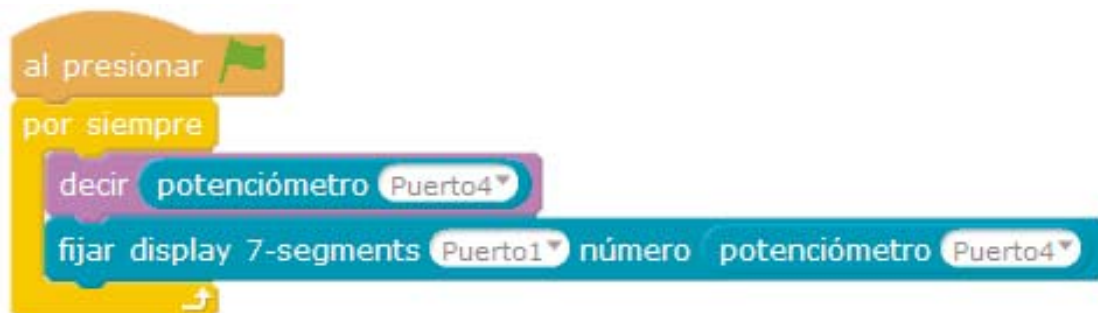 al presionar
por siempre
decir potenciómetro Puerto4
fijar display 7-segments Puerto1 número potenciómetro Puerto4